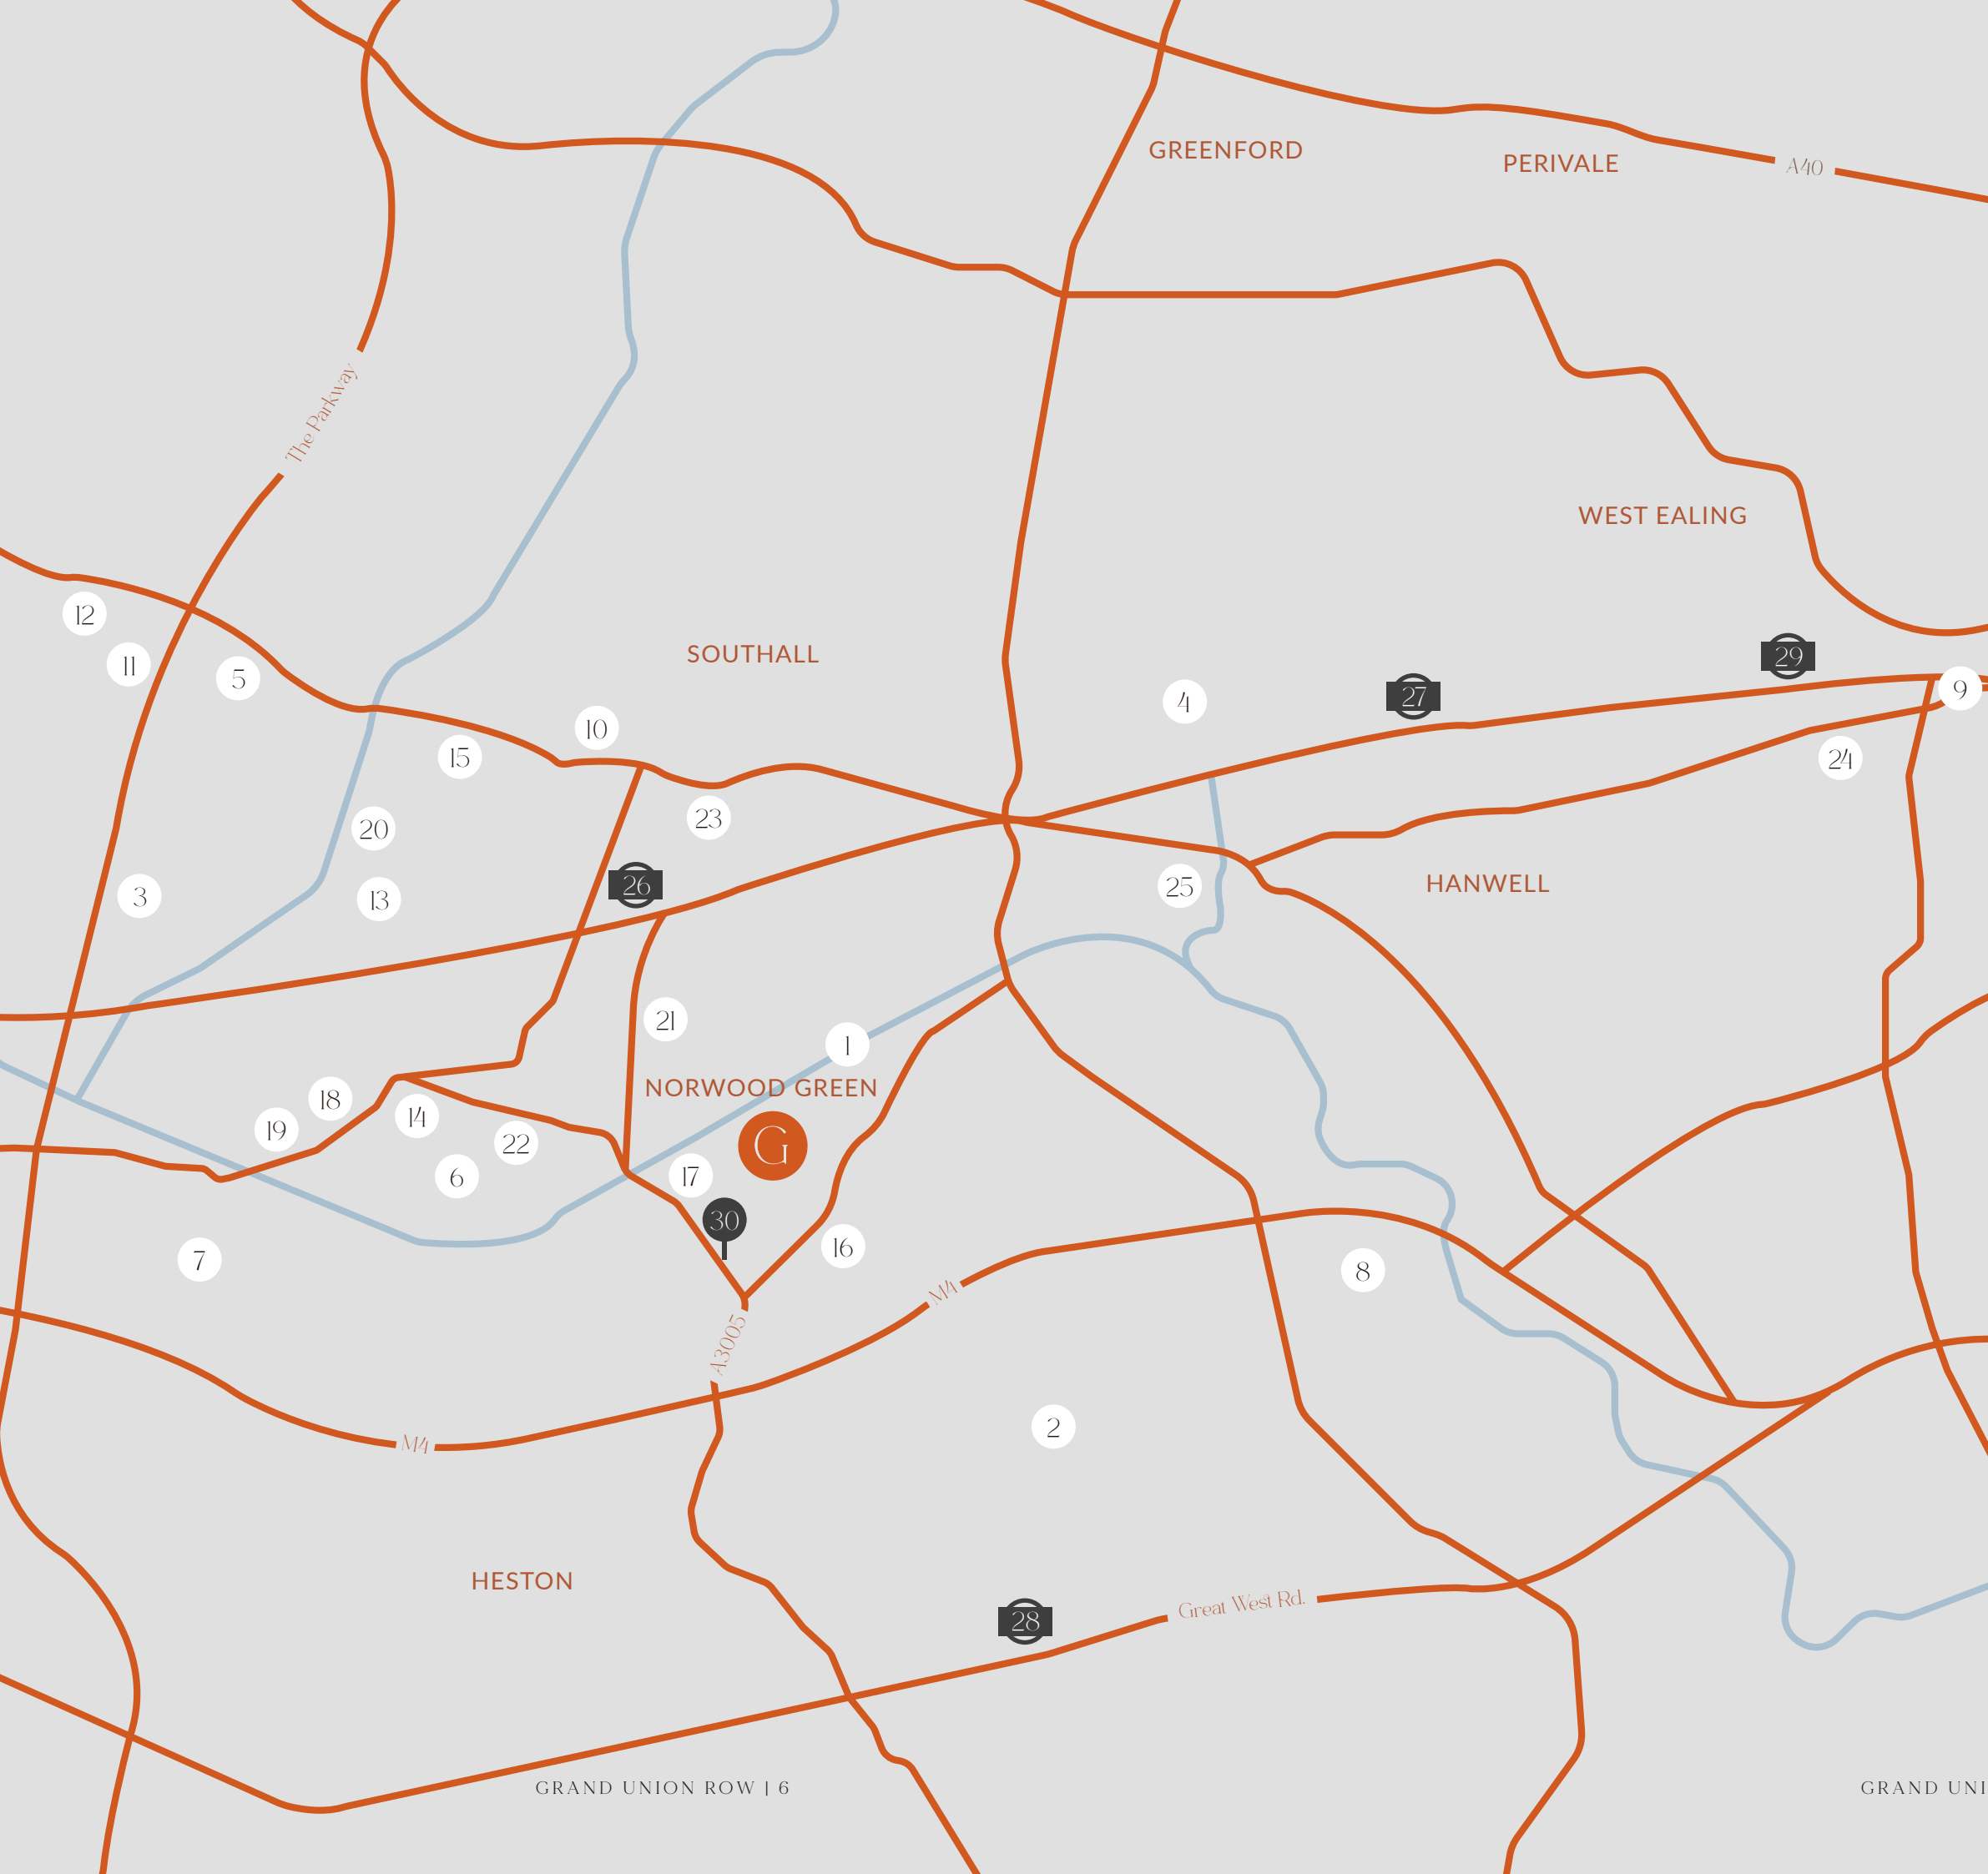 GREENFORD
PERIVALE
A40
The Parkway
WEST EALING
12
11
5
SOUTHALL
29
9
4
27
10
15
24
23
20
26
3
13
25
HANWELL
21
1
NORWOOD GREEN
18
14
19
22
G
6
17
30
7
16
8
M4
A3005
2
M4
HESTON
Great West Rd.
28
GRAND UNION ROW | 6
GRAND UNI